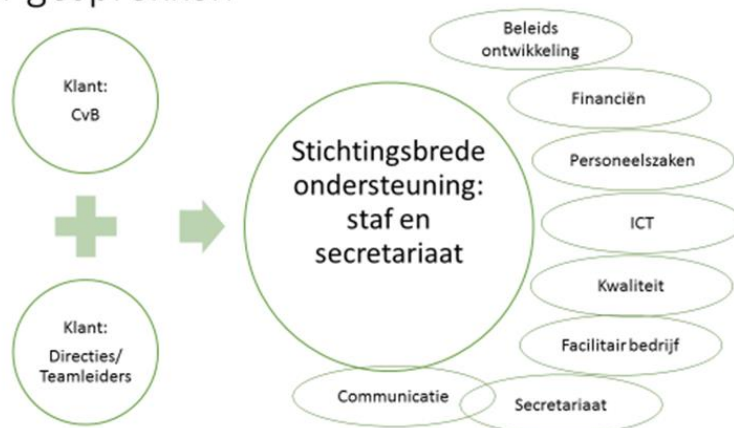 Klant:
CvB
Klant:
Directies/
Teamleiders
Stichtingsbrede
ondersteuning:
staf en
secretariaat
Beleids
ontwikkeling
Financiën
Personeelszaken
ICT
Kwaliteit
Facilitair bedrijf
Secretariaat
Communicatie